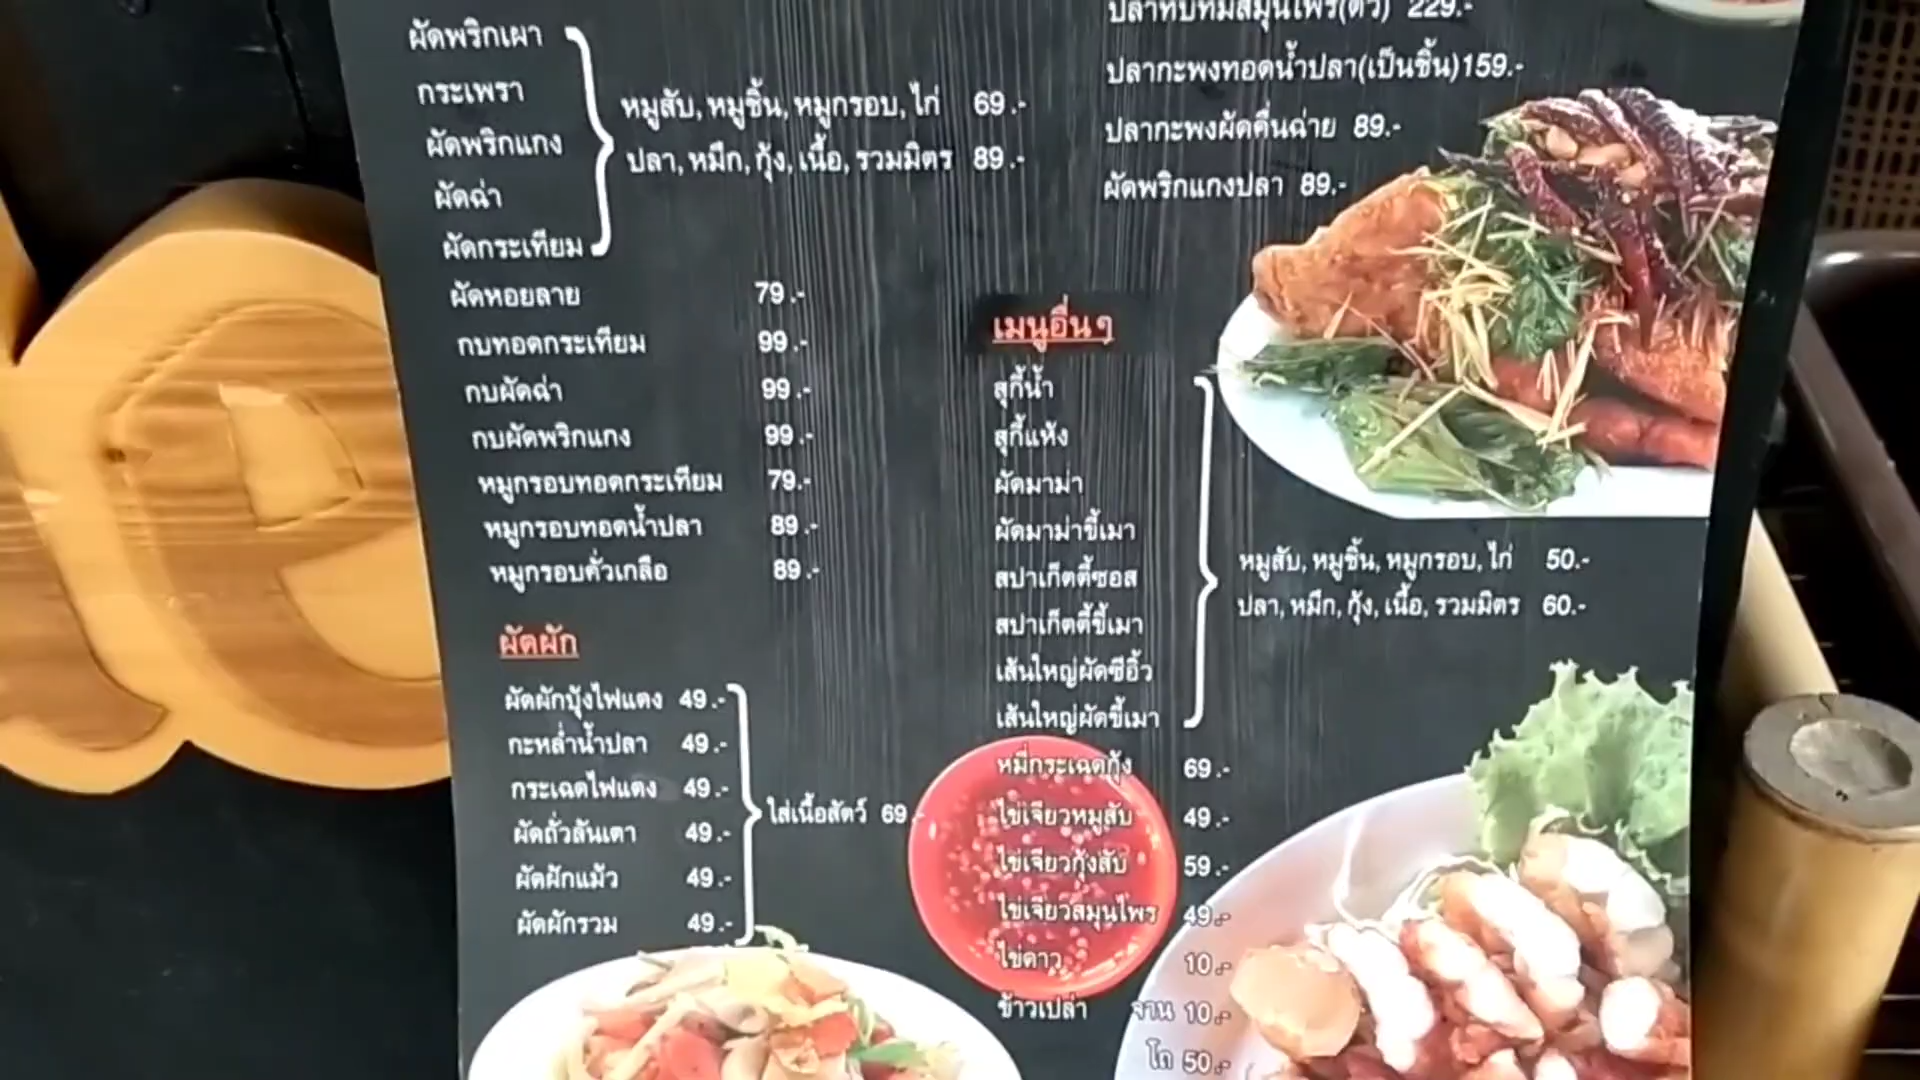 ผัดพริกเผา
กระเพรา
ผัดพริกแกง
ผัดฉ่า
ผัดกระเทียม
หมูสับ, หมูชิ้น, หมูกรอบ, ไก่ 69.-
ปลา, หมึก, กุ้ง, เนื้อ, รวมมิตร 89.-
ผัดหอยลาย 79.-
กบทอดกระเทียม 99.-
กบผัดฉ่า 99.-
กบผัดพริกแกง 99.-
หมูกรอบทอดกระเทียม 79.-
หมูกรอบทอดน้ำปลา 89.-
หมูกรอบคั่วเกลือ 89.-
ผัดผัก
ผัดผักบุ้งไฟแดง 49.-
กะหล่ำน้ำปลา 49.-
กระเฉดไฟแดง 49.-
ผัดถั่วลันเตา 49.-
ผัดผักแม้ว 49.-
ผัดผักรวม 49.-
ใส่เนื้อสัตว์ 69.-
ปลาทับทิมสมุนไพร(ตัว) 229.-
ปลากะพงทอดน้ำปลา(เป็นชิ้น)159.-
ปลากะพงผัดคื่นฉ่าย 89.-
ผัดพริกแกงปลา 89.-
เมนูอื่นๆ
สุกี้น้ำ
สุกี้แห้ง
ผัดมาม่า
ผัดมาม่าขี้เมา
สปาเก็ตตี้ซอส
สปาเก็ตตี้ขี้เมา
เส้นใหญ่ผัดซีอิ้ว
เส้นใหญ่ผัดขี้เมา
หมูสับ, หมูชิ้น, หมูกรอบ, ไก่ 50.-
ปลา, หมึก, กุ้ง, เนื้อ, รวมมิตร 60.-
หมี่กระเฉดกุ้ง 69.-
ไข่เจียวหมูสับ 49.-
ไข่เจียวกุ้งสับ 59.-
ไข่เจียวสมุนไพร 49.-
ไข่ดาว 10.-
ข้าวเปล่า จาน 10.-
โถ 50.-